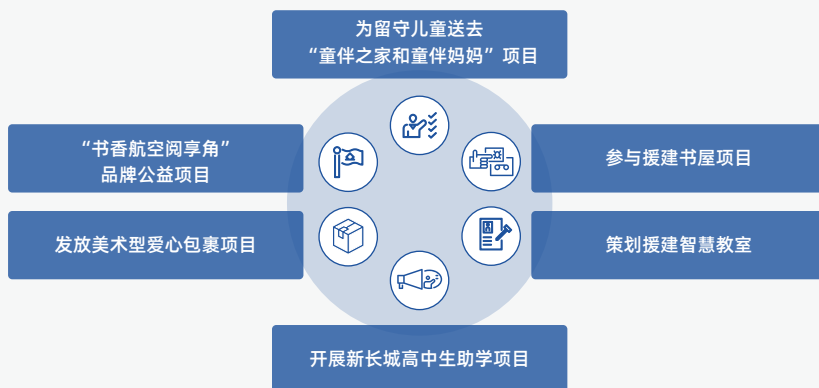 为留守儿童送去
“童伴之家和童伴妈妈”项目
“书香航空阅享角”
品牌公益项目
参与援建书屋项目
发放美术型爱心包裹项目
策划援建智慧教室
开展新长城高中生助学项目